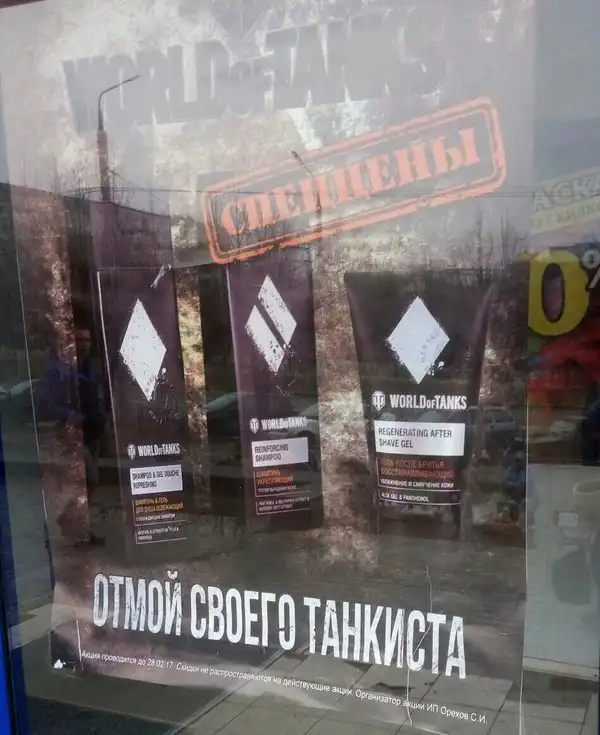 WORLD OF TANKS
СПЕЦЦЕНЫ
0%
WORLD OF TANKS
SHAMPOO & GEL DOUCHE
REFRESHING
ШАМПУНЬ & ГЕЛЬ
ДЛЯ ДУША ОСВЕЖАЮЩИЙ
WORLD OF TANKS
REINFORCING
SHAMPOO
ШАМПУНЬ
УКРЕПЛЯЮЩИЙ
WORLD OF TANKS
REGENERATING AFTER
SHAVE GEL
ГЕЛЬ ПОСЛЕ БРИТЬЯ
ВОССТАНАВЛИВАЮЩИЙ
УВЛАЖНЕНИЕ И СМЯГЧЕНИЕ КОЖИ
ALOE GEL & PANTHENOL
ОТМОЙ СВОЕГО ТАНКИСТА
Акция проводится до 28.02.17. Скидки не распространяются на действующие акции. Организатор акции ИП Орехов С.И.